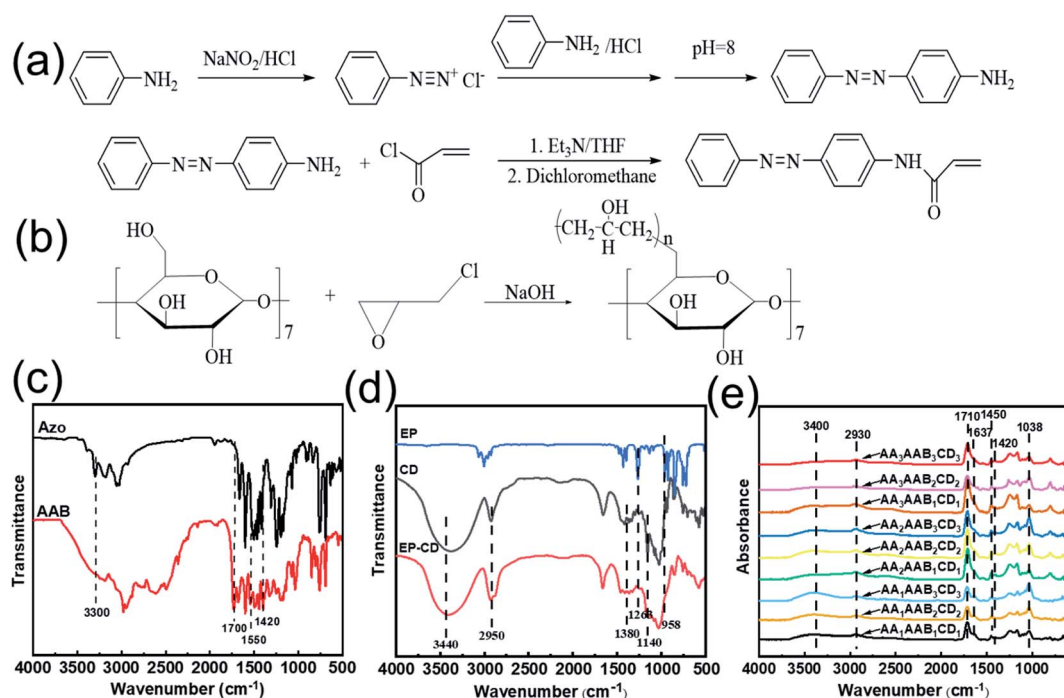 (a)
NH₂
NaNO₂/HCl
N≡N⁺ Cl⁻
NH₂ /HCl
pH=8
N=N
NH₂
N=N
NH₂
+
Cl
O
1. Et₃N/THF
2. Dichloromethane
N=N
NH
O
(b)
HO
O
OH
OH
O
7
+
Cl
O
NaOH
OH
(CH₂-C-CH₂)n
H
O
OH
OH
O
7
(c)
Azo
AAB
3300
1700
1550
1420
Transmittance
4000 3500 3000 2500 2000 1500 1000 500
Wavenumber (cm⁻¹)
(d)
EP
CD
EP-CD
3440
2950
1380
1268
1140
958
Transmittance
4000 3500 3000 2500 2000 1500 1000 500
Wavenumber (cm⁻¹)
(e)
3400
2930
1710
1637
1450
1420
1038
AA₃AAB₃CD₃
AA₃AAB₂CD₂
AA₃AAB₁CD₁
AA₂AAB₃CD₃
AA₂AAB₂CD₂
AA₂AAB₁CD₁
AA₁AAB₃CD₃
AA₁AAB₂CD₂
AA₁AAB₁CD₁
Absorbance
4000 3500 3000 2500 2000 1500 1000
Wavenumber (cm⁻¹)